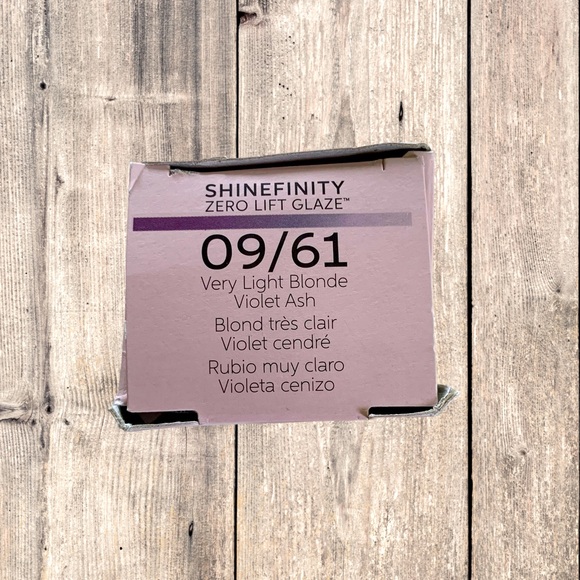 SHINEFINITY
ZERO LIFT GLAZE™
09/61
Very Light Blonde
Violet Ash
Blond très clair
Violet cendré
Rubio muy claro
Violeta cenizo